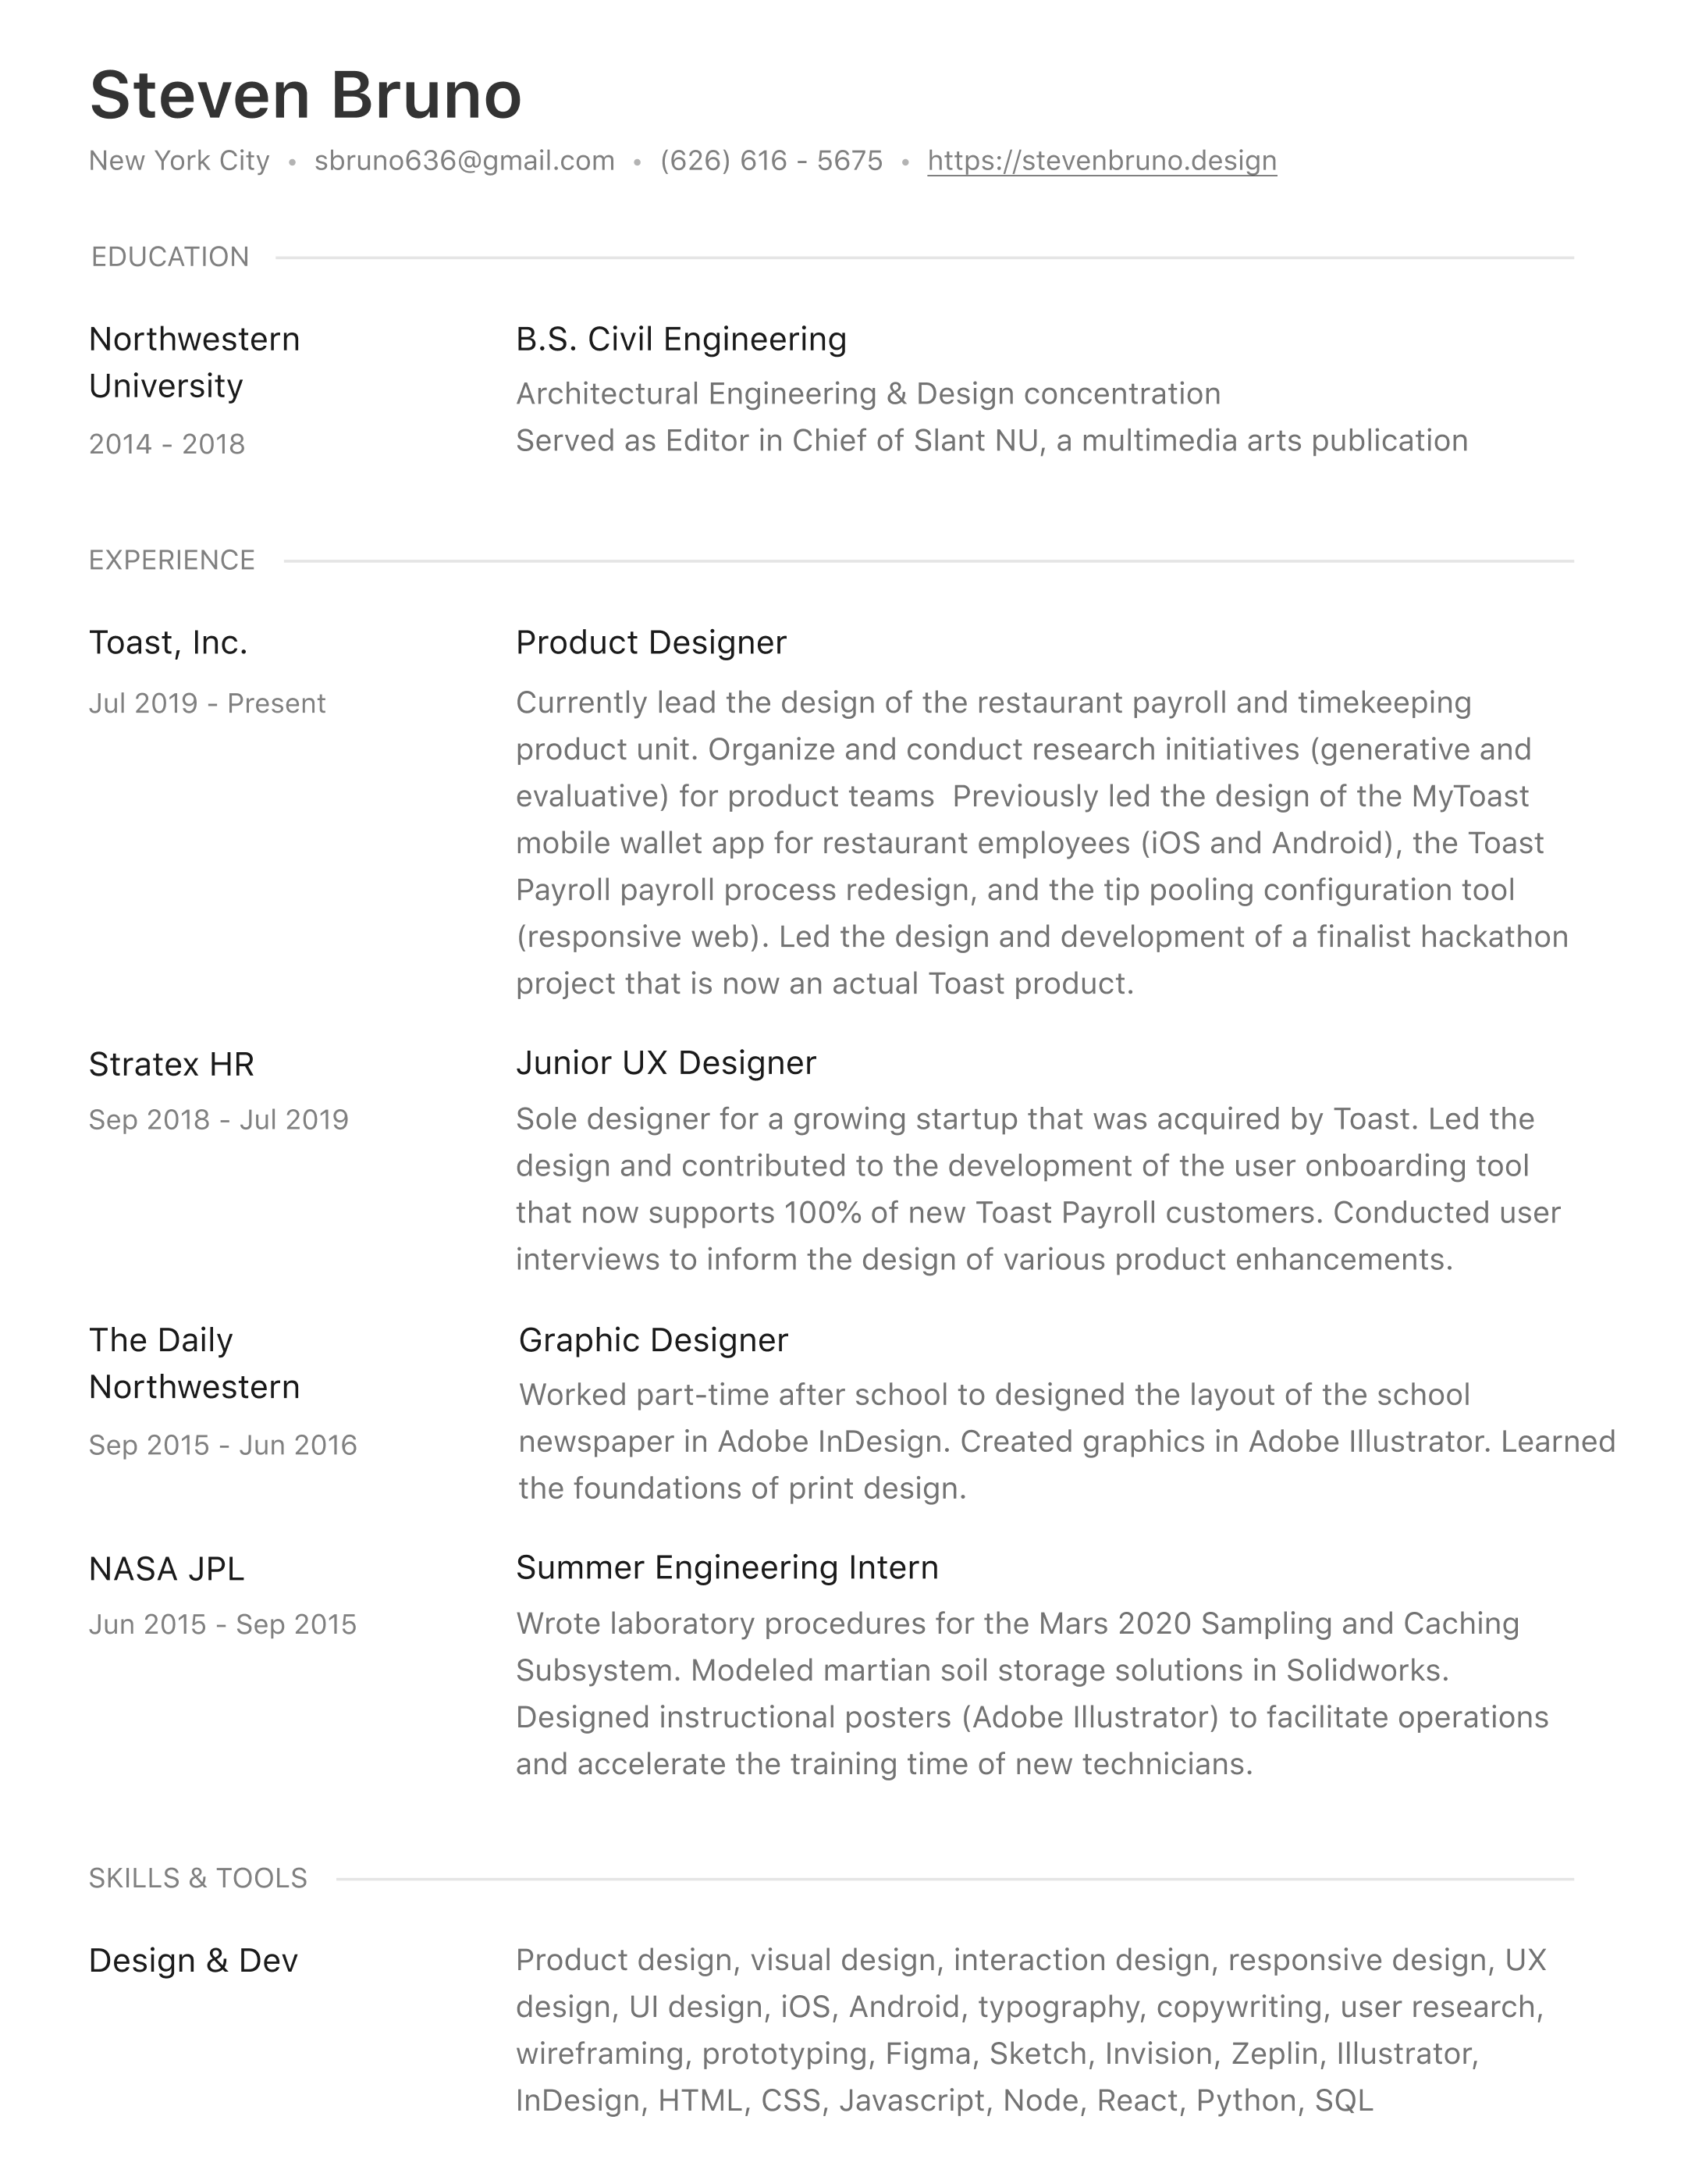 Steven Bruno
New York City • sbruno636@gmail.com • (626) 616 - 5675 • https://stevenbruno.design
EDUCATION
Northwestern
University
2014 - 2018
B.S. Civil Engineering
Architectural Engineering & Design concentration
Served as Editor in Chief of Slant NU, a multimedia arts publication
EXPERIENCE
Toast, Inc.
Jul 2019 - Present
Product Designer
Currently lead the design of the restaurant payroll and timekeeping
product unit. Organize and conduct research initiatives (generative and
evaluative) for product teams  Previously led the design of the MyToast
mobile wallet app for restaurant employees (iOS and Android), the Toast
Payroll payroll process redesign, and the tip pooling configuration tool
(responsive web). Led the design and development of a finalist hackathon
project that is now an actual Toast product.
Stratex HR
Sep 2018 - Jul 2019
Junior UX Designer
Sole designer for a growing startup that was acquired by Toast. Led the
design and contributed to the development of the user onboarding tool
that now supports 100% of new Toast Payroll customers. Conducted user
interviews to inform the design of various product enhancements.
The Daily
Northwestern
Sep 2015 - Jun 2016
Graphic Designer
Worked part-time after school to designed the layout of the school
newspaper in Adobe InDesign. Created graphics in Adobe Illustrator. Learned
the foundations of print design.
NASA JPL
Jun 2015 - Sep 2015
Summer Engineering Intern
Wrote laboratory procedures for the Mars 2020 Sampling and Caching
Subsystem. Modeled martian soil storage solutions in Solidworks.
Designed instructional posters (Adobe Illustrator) to facilitate operations
and accelerate the training time of new technicians.
SKILLS & TOOLS
Design & Dev
Product design, visual design, interaction design, responsive design, UX
design, UI design, iOS, Android, typography, copywriting, user research,
wireframing, prototyping, Figma, Sketch, Invision, Zeplin, Illustrator,
InDesign, HTML, CSS, Javascript, Node, React, Python, SQL